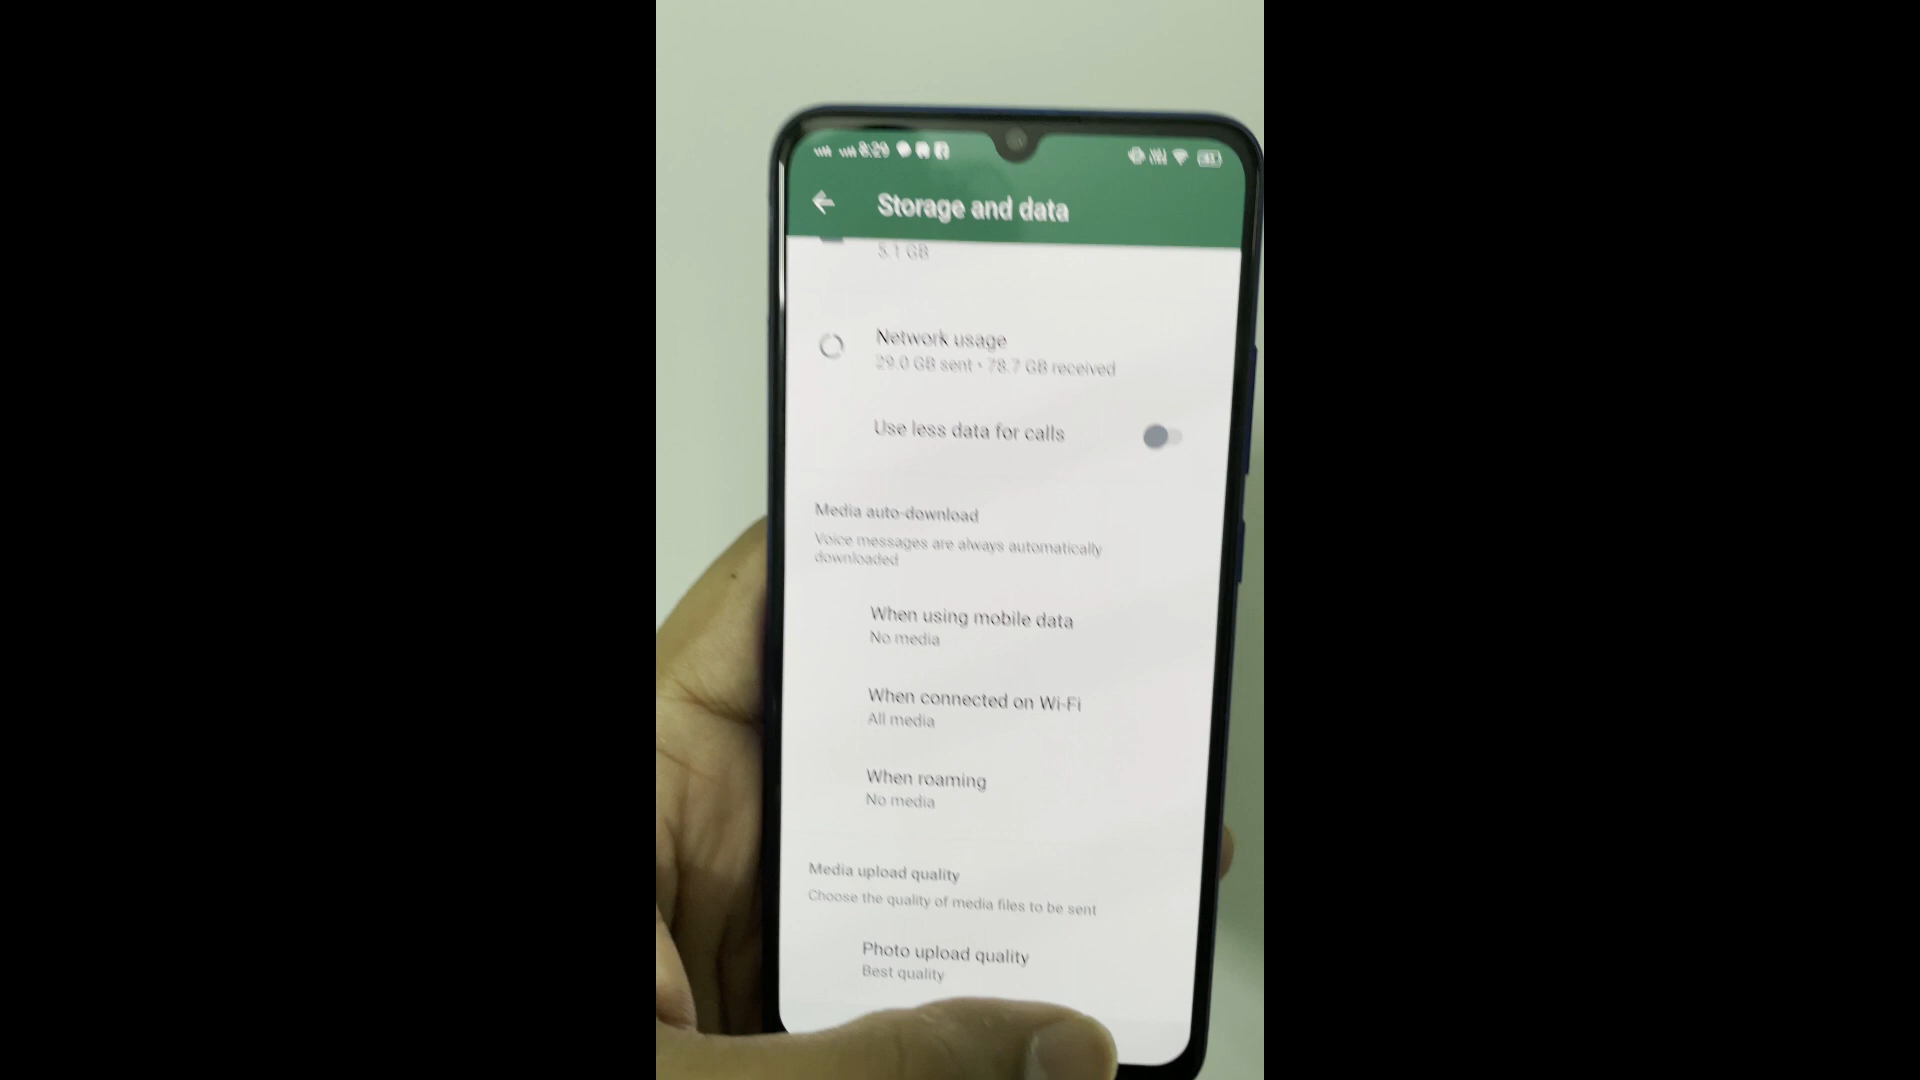 8:29
Storage and data
5.1 GB
Network usage
29.0 GB sent • 78.7 GB received
Use less data for calls
Media auto-download
Voice messages are always automatically
downloaded
When using mobile data
No media
When connected on Wi-Fi
All media
When roaming
No media
Media upload quality
Choose the quality of media files to be sent
Photo upload quality
Best quality